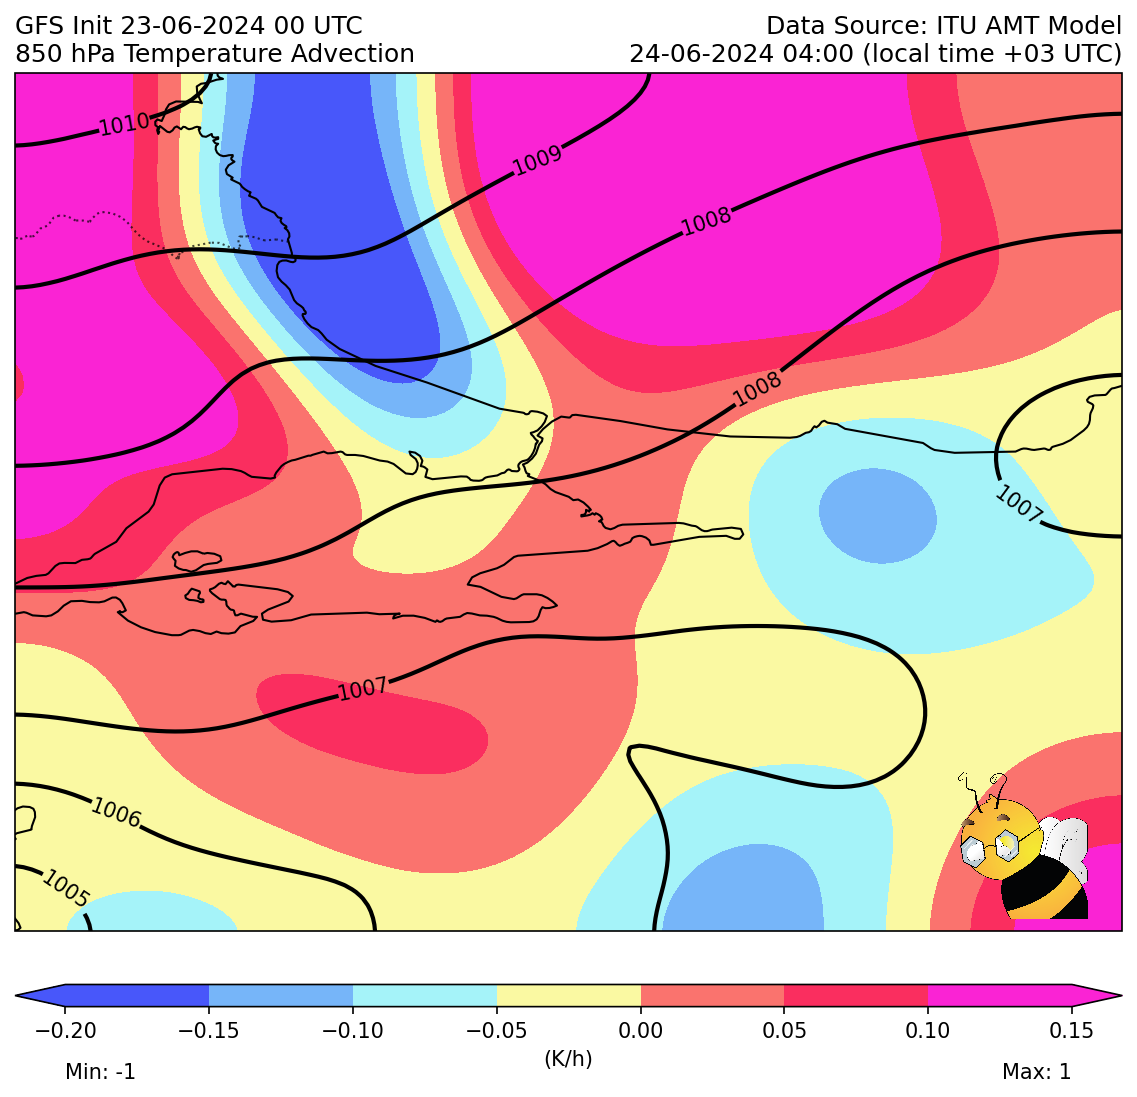 GFS Init 23-06-2024 00 UTC
Data Source: ITU AMT Model
850 hPa Temperature Advection
24-06-2024 04:00 (local time +03 UTC)
1010
1009
1008
1008
1007
1007
1006
1005
−0.20 −0.15 −0.10 −0.05 0.00 0.05 0.10 0.15
(K/h)
Min: -1
Max: 1